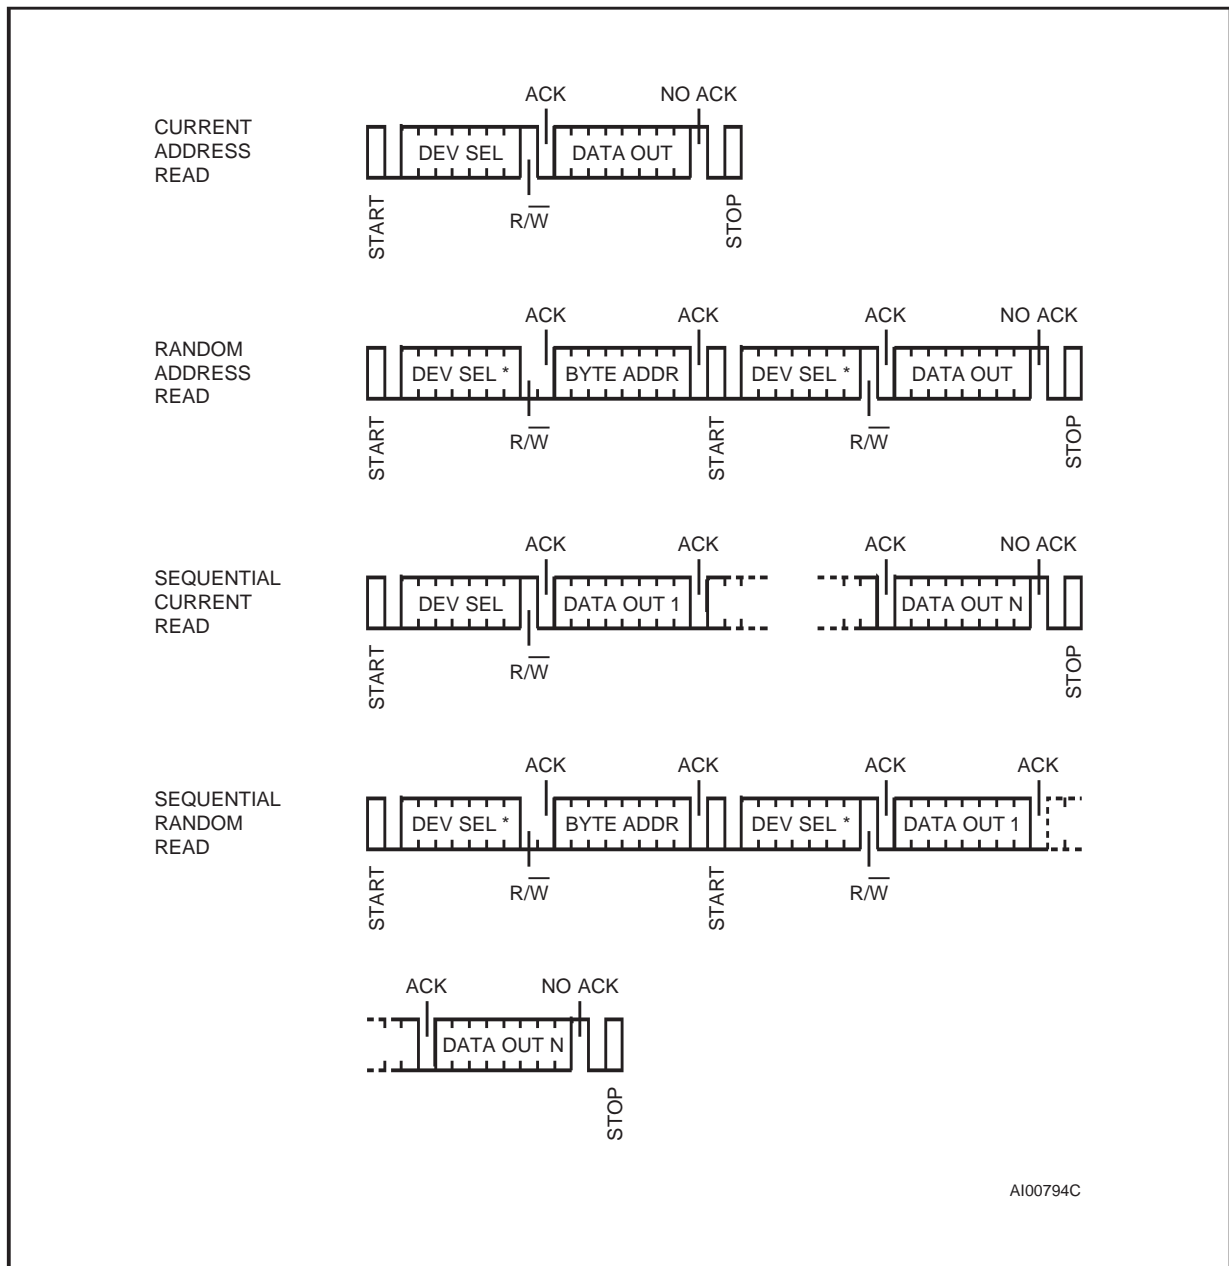 ACK NO ACK
CURRENT
ADDRESS
READ
DEV SEL DATA OUT
START R/W STOP
ACK ACK ACK NO ACK
RANDOM
ADDRESS
READ
DEV SEL * BYTE ADDR DEV SEL * DATA OUT
START R/W START R/W STOP
ACK ACK ACK NO ACK
SEQUENTIAL
CURRENT
READ
DEV SEL DATA OUT 1 DATA OUT N
START R/W STOP
ACK ACK ACK ACK
SEQUENTIAL
RANDOM
READ
DEV SEL * BYTE ADDR DEV SEL * DATA OUT 1
START R/W START R/W
ACK NO ACK
DATA OUT N
STOP
AI00794C